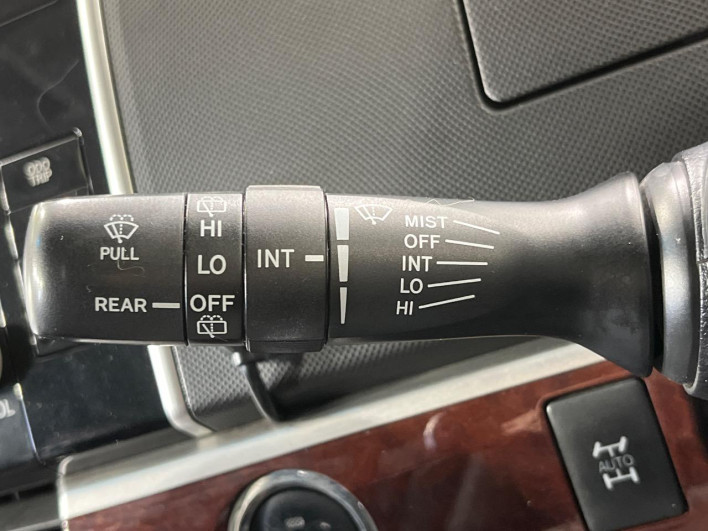 ODO
TRIP
PULL
REAR
HI
LO
OFF
INT
MIST
OFF
INT
LO
HI
AUTO